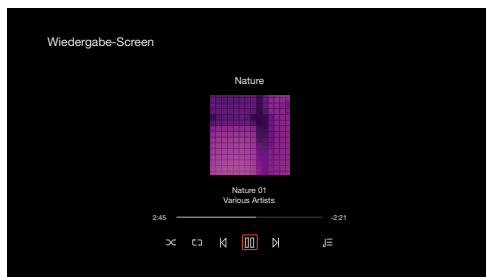 Wiedergabe-Screen
Nature
Nature 01
Various Artists
2:45 -2:21